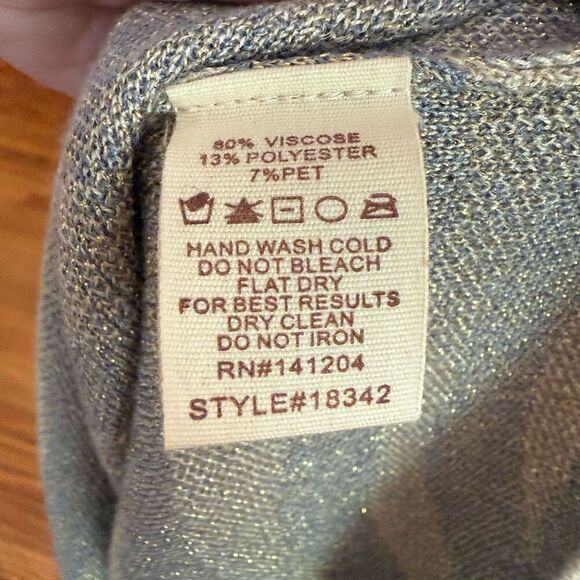 80% VISCOSE
13% POLYESTER
7%PET
HAND WASH COLD
DO NOT BLEACH
FLAT DRY
FOR BEST RESULTS
DRY CLEAN
DO NOT IRON
RN#141204
STYLE#18342